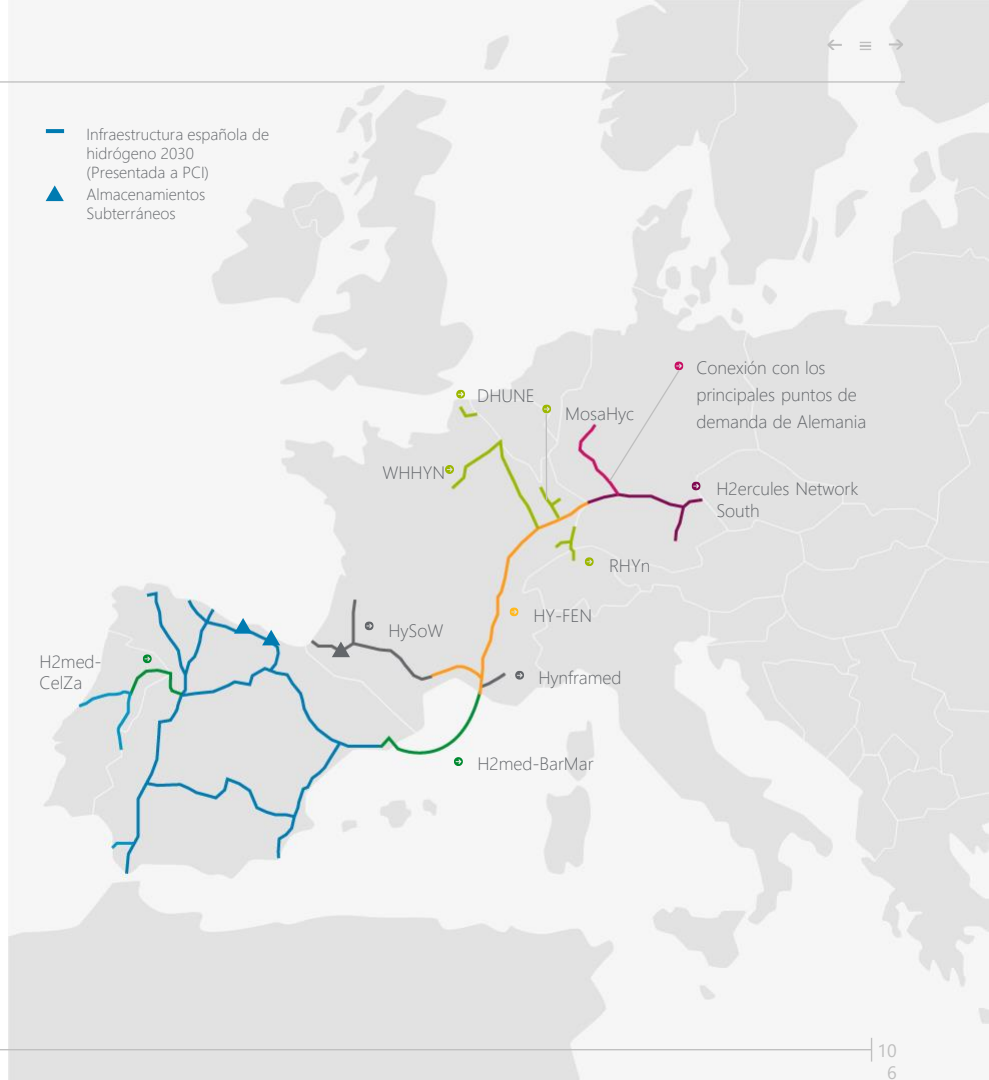 Infraestructura española de
hidrógeno 2030
(Presentada a PCI)
Almacenamientos
Subterráneos
Conexión con los
principales puntos de
demanda de Alemania
DHUNE
MosaHyc
WHHYN
H2ercules Network
South
RHYn
HY-FEN
HySoW
H2med-
CelZa
Hynframed
H2med-BarMar
10
6